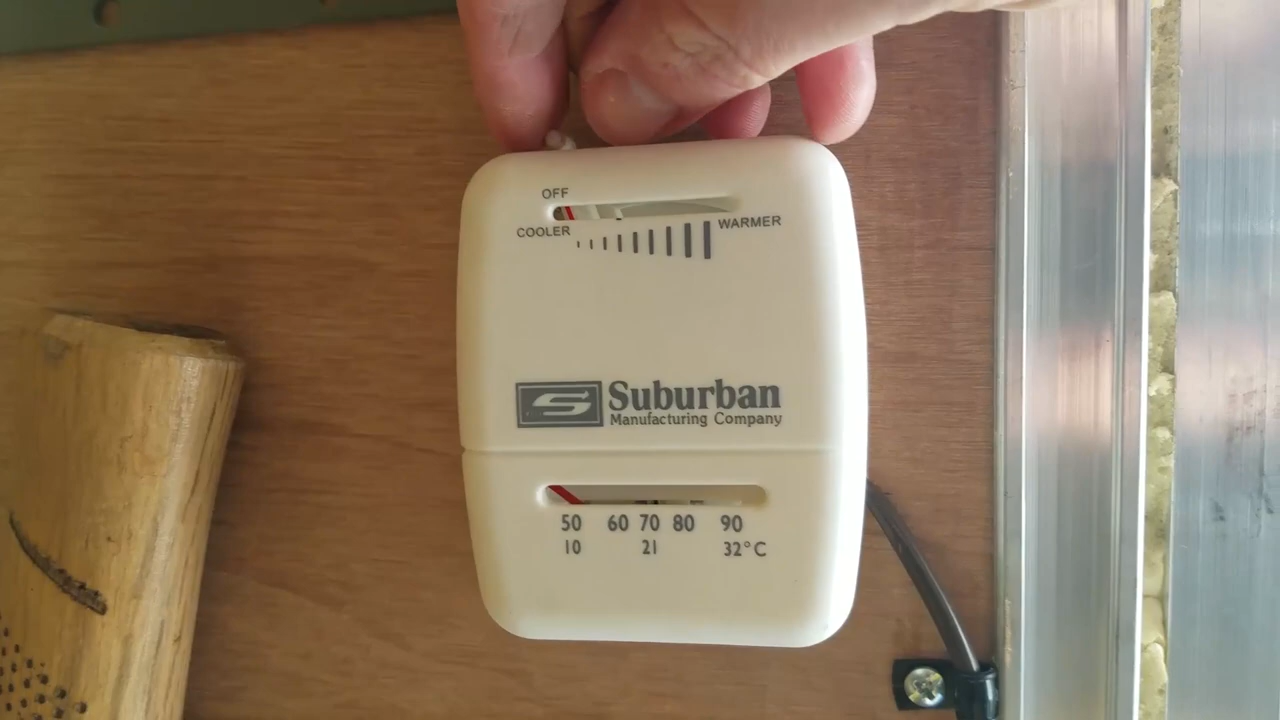 OFF
COOLER WARMER
S Suburban
Manufacturing Company
50 60 70 80 90
10 21 32°C